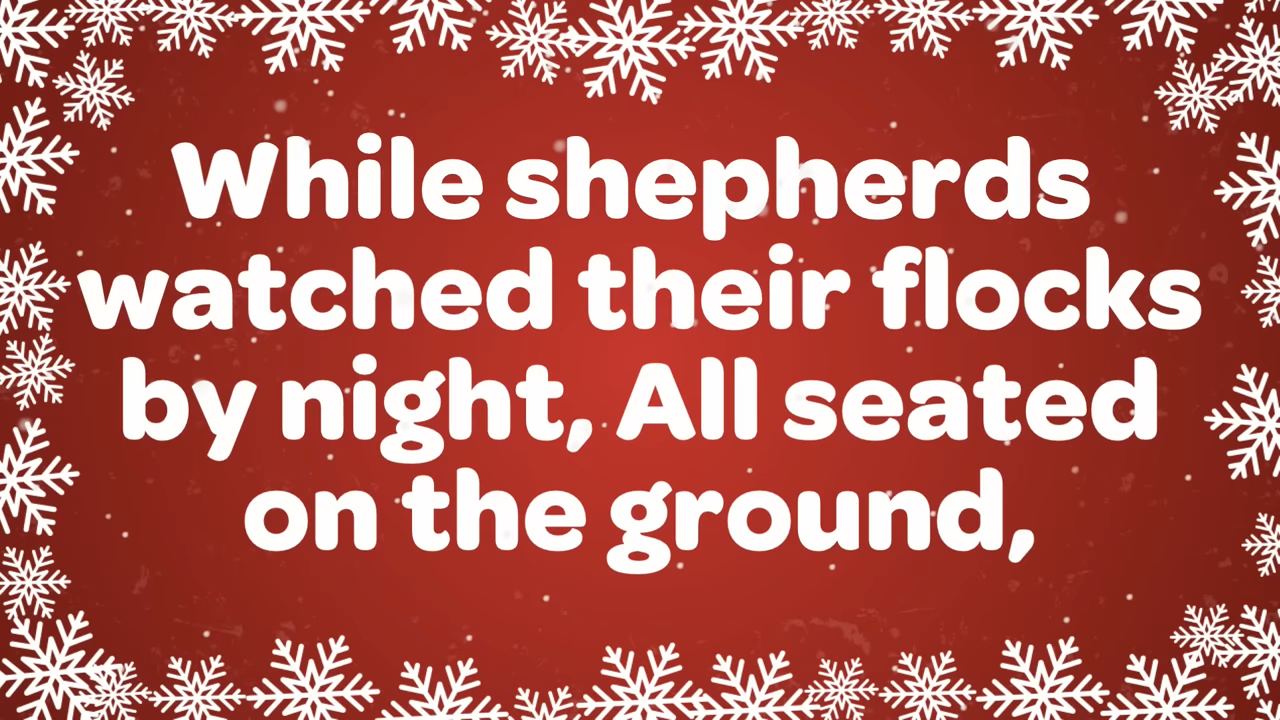 While shepherds
watched their flocks
by night, All seated
on the ground,